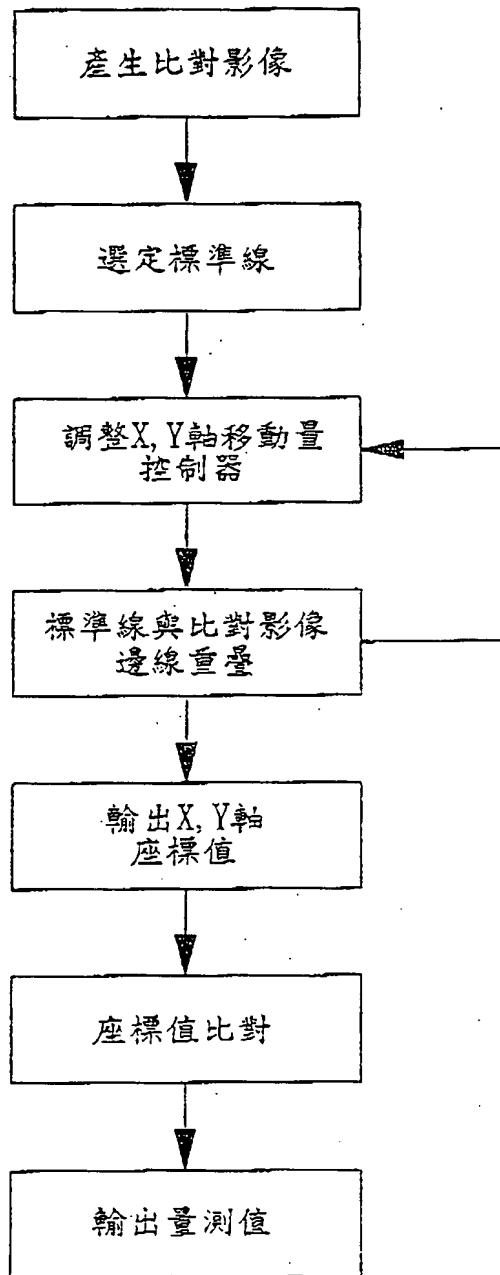 產生比對影像
選定標準線
調整X, Y軸移動量
控制器
標準線與比對影像
邊線重疊
輸出X, Y軸
座標值
座標值比對
輸出量測值